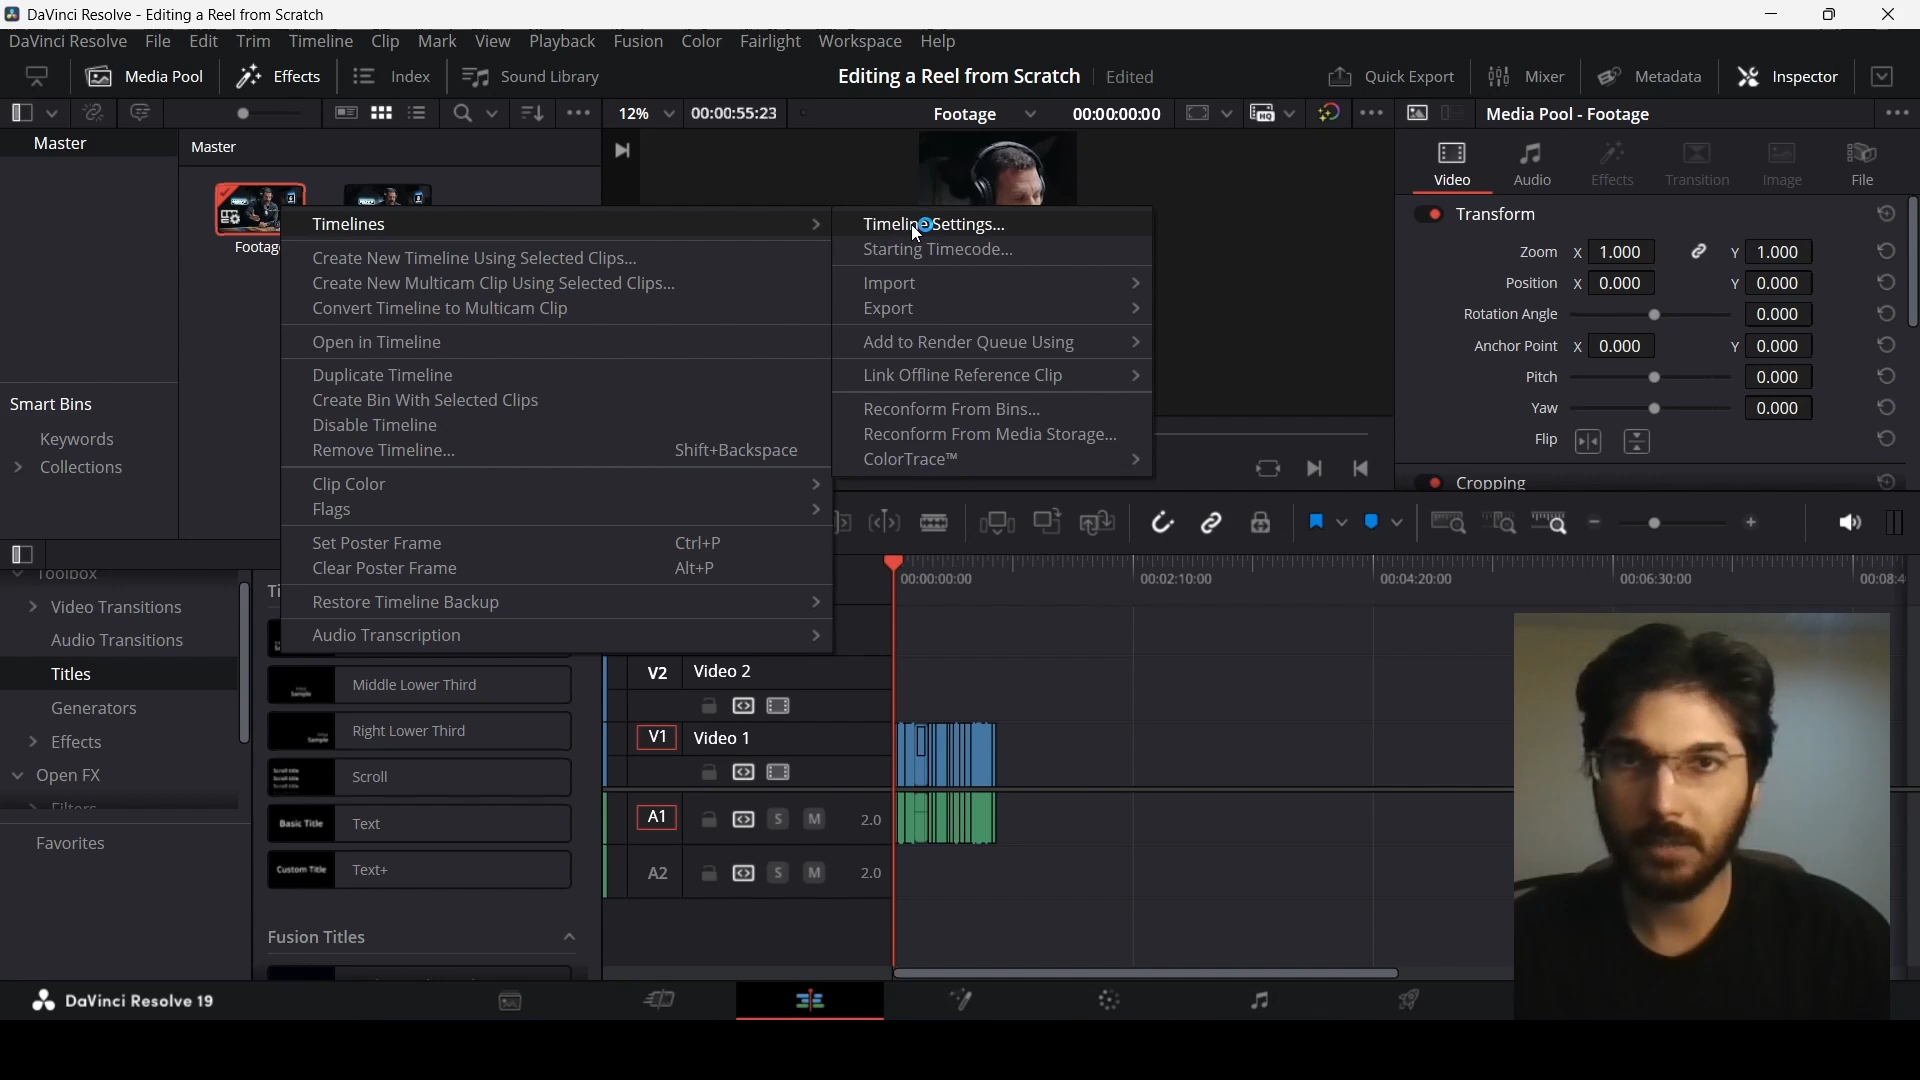 DaVinci Resolve - Editing a Reel from Scratch
DaVinci Resolve File Edit Trim Timeline Clip Mark View Playback Fusion Color Fairlight Workspace Help
Media Pool Effects Index Sound Library Editing a Reel from Scratch Edited Quick Export Mixer Metadata Inspector
12% 00:00:55:23 Footage 00:00:00:00 Media Pool - Footage
Master
Master
Footag
Smart Bins
Keywords
Collections
Timelines
Create New Timeline Using Selected Clips...
Create New Multicam Clip Using Selected Clips...
Convert Timeline to Multicam Clip
Open in Timeline
Duplicate Timeline
Create Bin With Selected Clips
Disable Timeline
Remove Timeline... Shift+Backspace
Clip Color
Flags
Set Poster Frame Ctrl+P
Clear Poster Frame Alt+P
Restore Timeline Backup
Audio Transcription
Timeline Settings...
Starting Timecode...
Import
Export
Add to Render Queue Using
Link Offline Reference Clip
Reconform From Bins...
Reconform From Media Storage...
ColorTrace™
Video Audio Effects Transition Image File
Transform
Zoom X 1.000 Y 1.000
Position X 0.000 Y 0.000
Rotation Angle 0.000
Anchor Point X 0.000 Y 0.000
Pitch 0.000
Yaw 0.000
Flip
Cropping
Toolbox
Video Transitions
Audio Transitions
Titles
Generators
Effects
Open FX
Filters
Favorites
Ti
Middle Lower Third
Right Lower Third
Scroll
Basic Title Text
Custom Title Text+
Fusion Titles
00:00:00:00 00:02:10:00 00:04:20:00 00:06:30:00 00:08:4
V2 Video 2
V1 Video 1
A1 S M 2.0
A2 S M 2.0
DaVinci Resolve 19